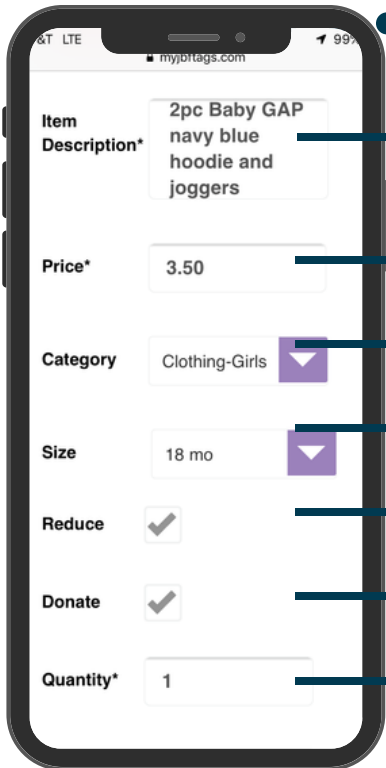 &T LTE 99%
myjbftags.com
Item
Description*
2pc Baby GAP
navy blue
hoodie and
joggers
Price* 3.50
Category Clothing-Girls
Size 18 mo
Reduce
Donate
Quantity* 1